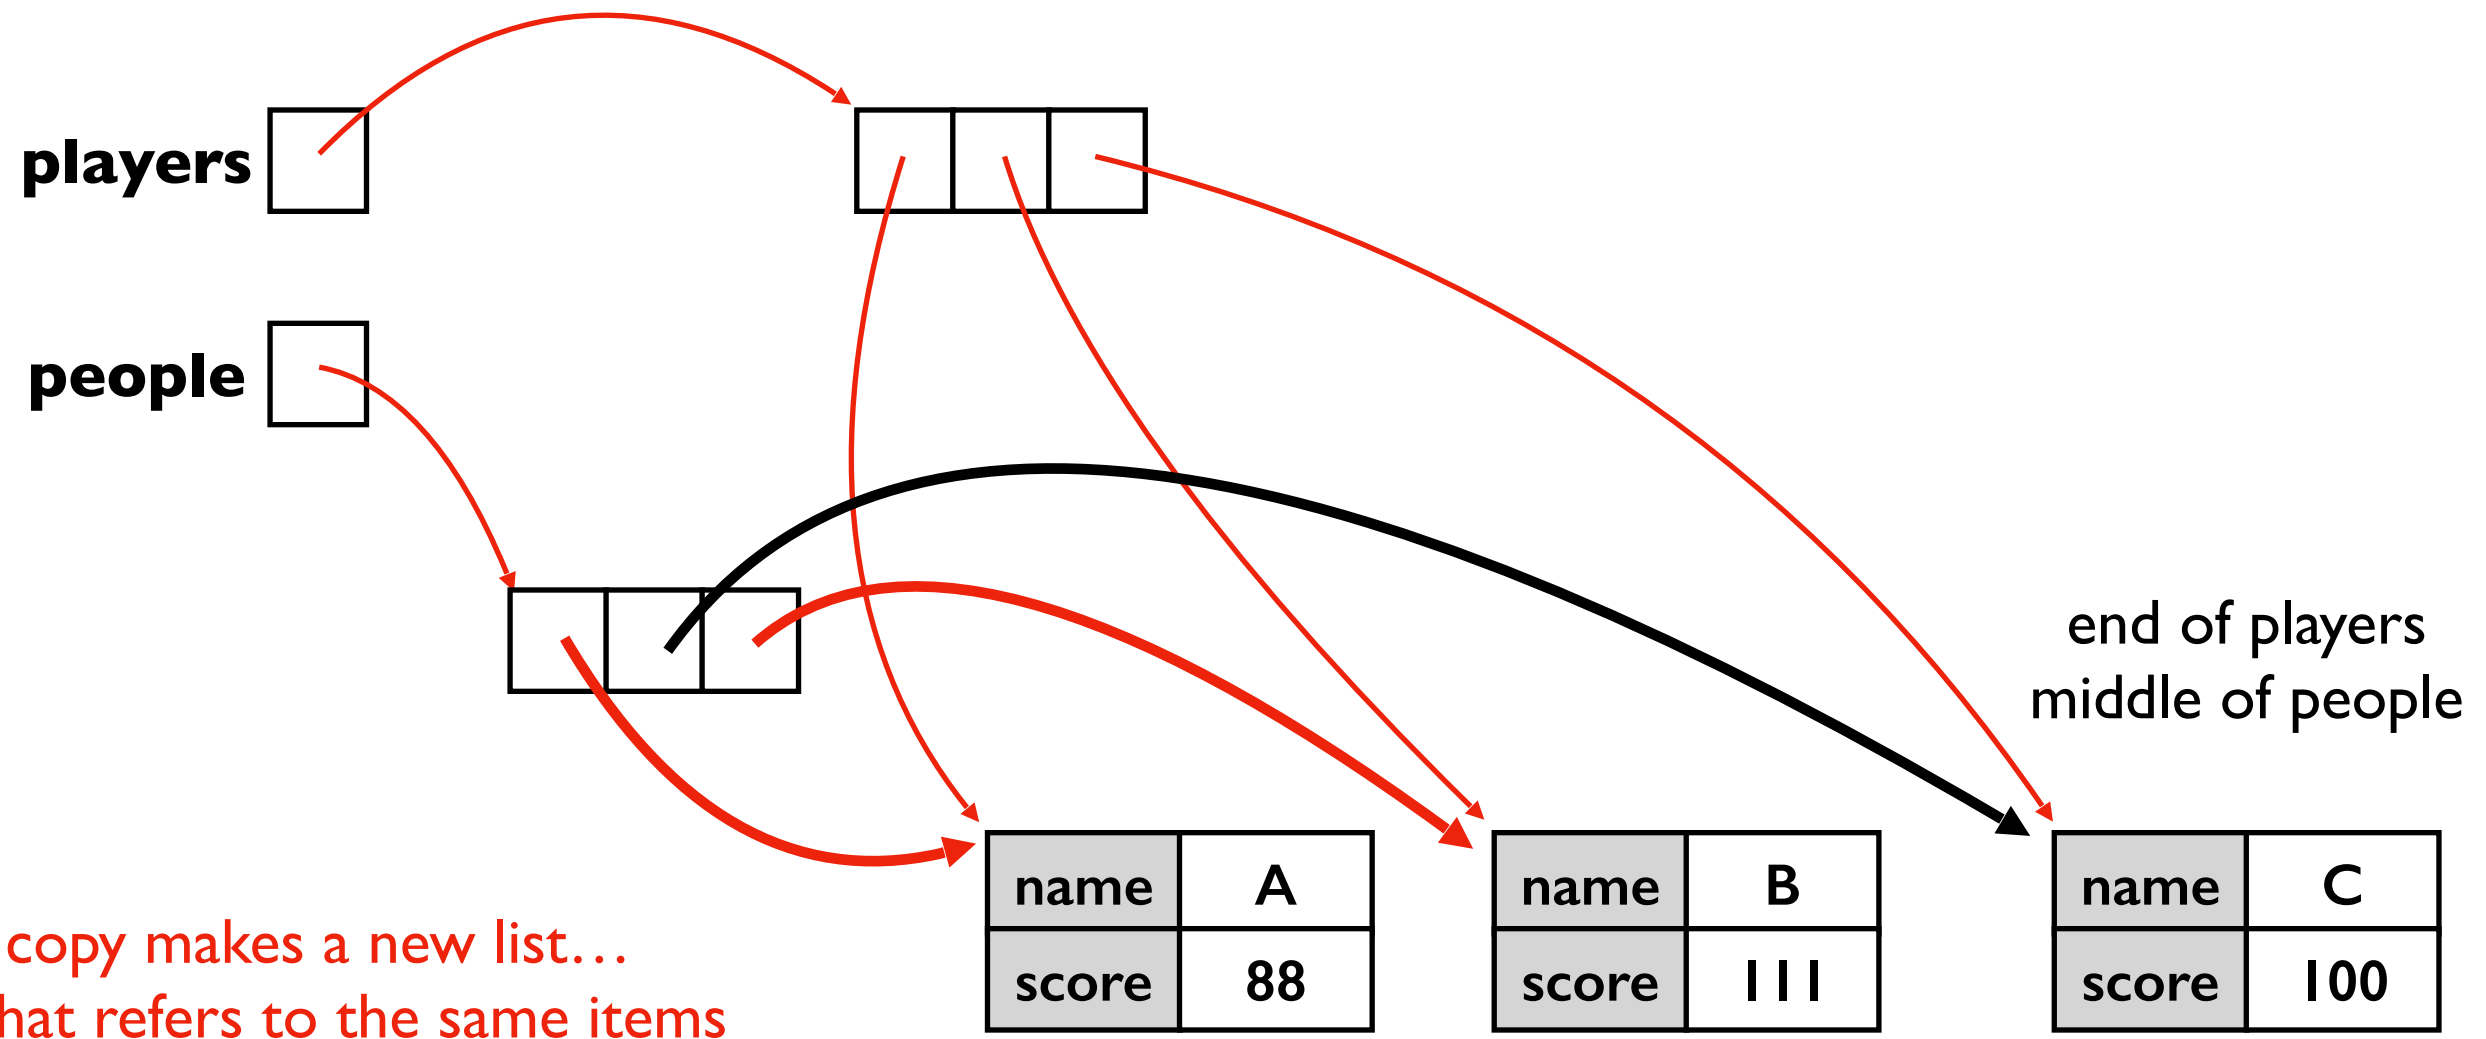 players
people
end of players
middle of people
copy makes a new list…
hat refers to the same items
name A
score 88
name B
score 111
name C
score 100